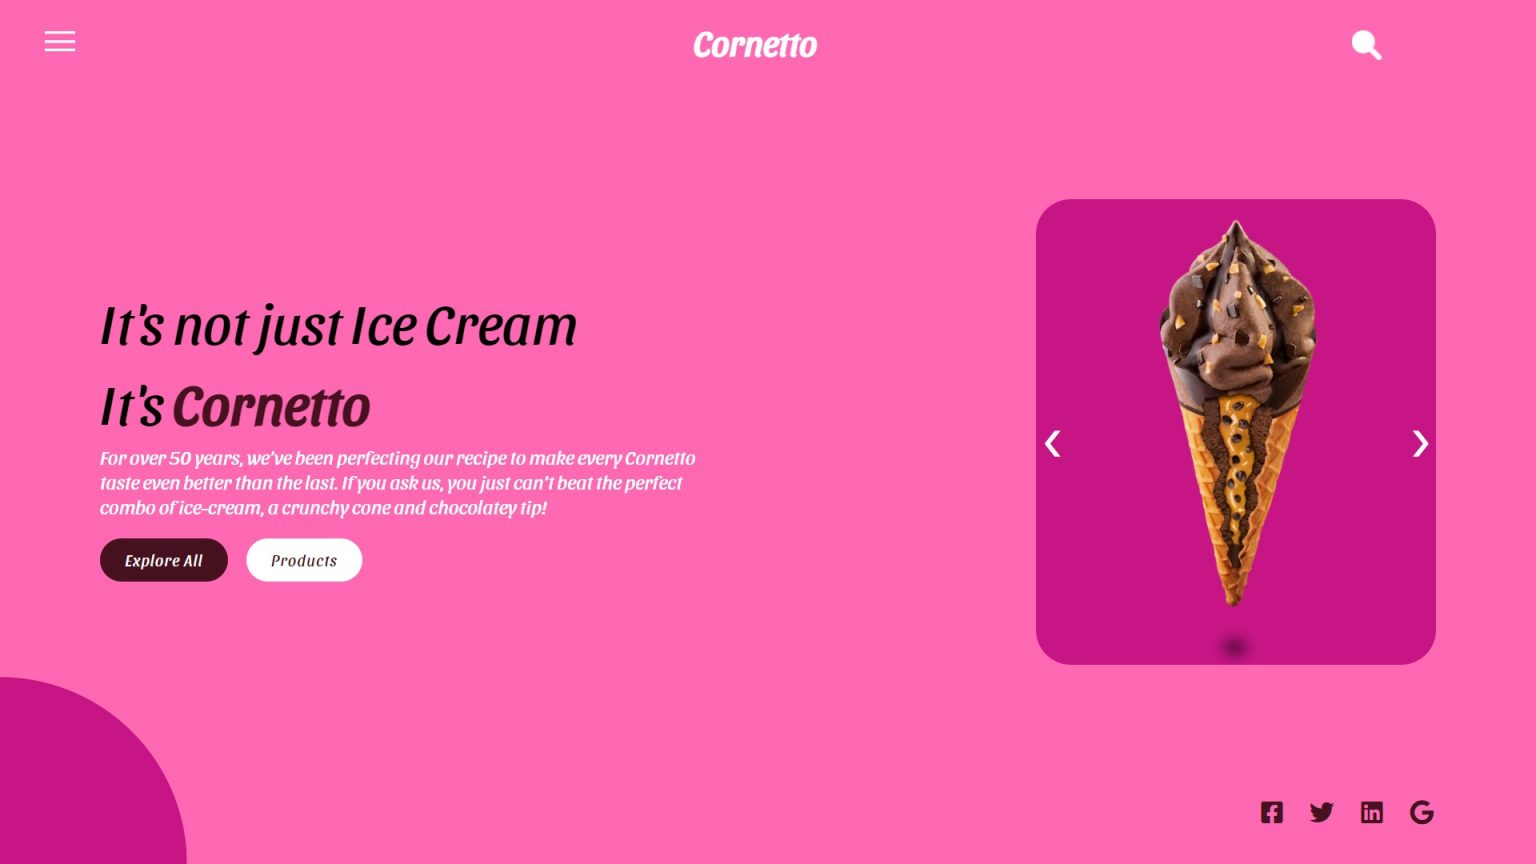 Cornetto
It's not just Ice Cream
It's Cornetto
For over 50 years, we've been perfecting our recipe to make every Cornetto
taste even better than the last. If you ask us, you just can't beat the perfect
combo of ice-cream, a crunchy cone and chocolatey tip!
Explore All
Products